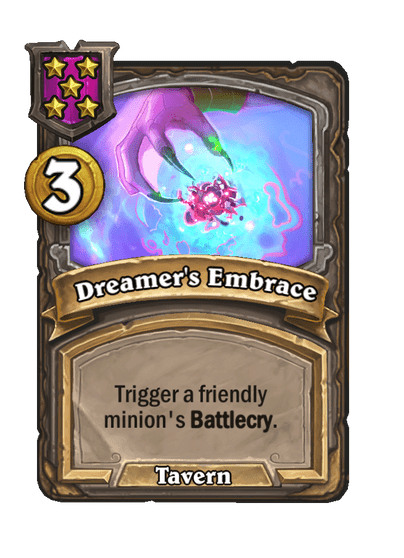 3
Dreamer's Embrace
Trigger a friendly
minion's Battlecry.
Tavern